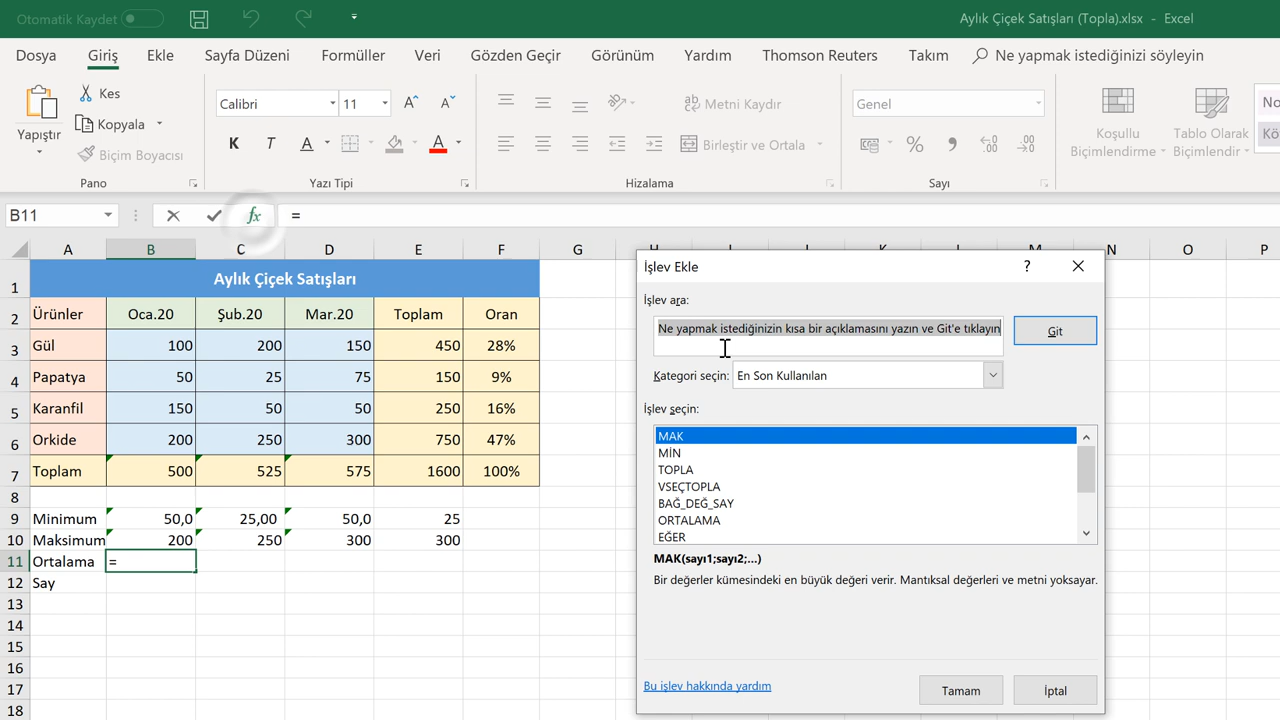 Otomatik Kaydet
Aylık Çiçek Satışları (Topla).xlsx - Excel
Dosya Giriş Ekle Sayfa Düzeni Formüller Veri Gözden Geçir Görünüm Yardım Thomson Reuters Takım Ne yapmak istediğinizi söyleyin
Yapıştır
Kes
Kopyala
Biçim Boyacısı
Pano
Calibri 11
K T A A
Yazı Tipi
Metni Kaydır
Birleştir ve Ortala
Hizalama
Genel
%
Sayı
Koşullu
Biçimlendirme
Tablo Olarak
Biçimlendir
No
Kö
B11 fx =
A B C D E F G H I J K L M N O P
1 Aylık Çiçek Satışları
2 Ürünler Oca.20 Şub.20 Mar.20 Toplam Oran
3 Gül 100 200 150 450 28%
4 Papatya 50 25 75 150 9%
5 Karanfil 150 50 50 250 16%
6 Orkide 200 250 300 750 47%
7 Toplam 500 525 575 1600 100%
8
9 Minimum 50,0 25,00 50,0 25
10 Maksimum 200 250 300 300
11 Ortalama =
12 Say
13
14
15
16
17
18
İşlev Ekle ?
İşlev ara:
Ne yapmak istediğinizin kısa bir açıklamasını yazın ve Git'e tıklayın
Git
Kategori seçin: En Son Kullanılan
İşlev seçin:
MAK
MİN
TOPLA
VSEÇTOPLA
BAĞ_DEĞ_SAY
ORTALAMA
EĞER
MAK(sayı1;sayı2;...)
Bir değerler kümesindeki en büyük değeri verir. Mantıksal değerleri ve metni yoksayar.
Bu işlev hakkında yardım
Tamam
İptal